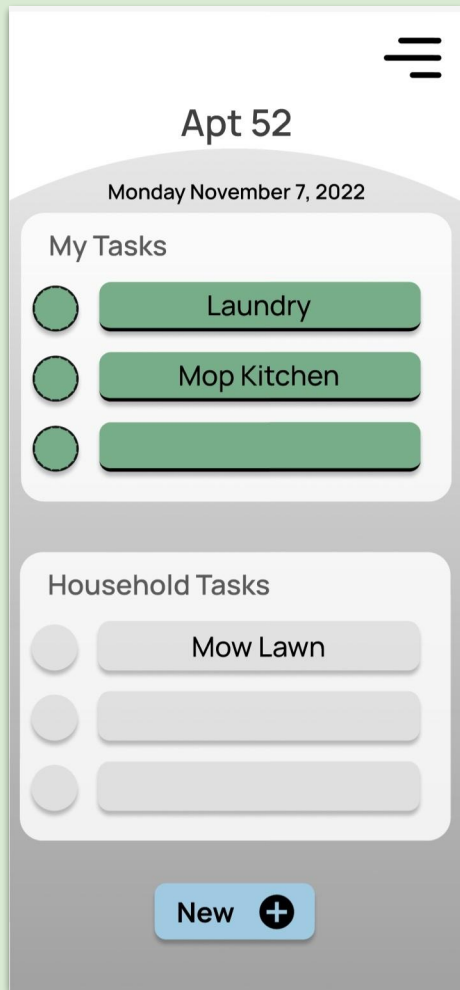 Apt 52
Monday November 7, 2022
My Tasks
Laundry
Mop Kitchen
Household Tasks
Mow Lawn
New